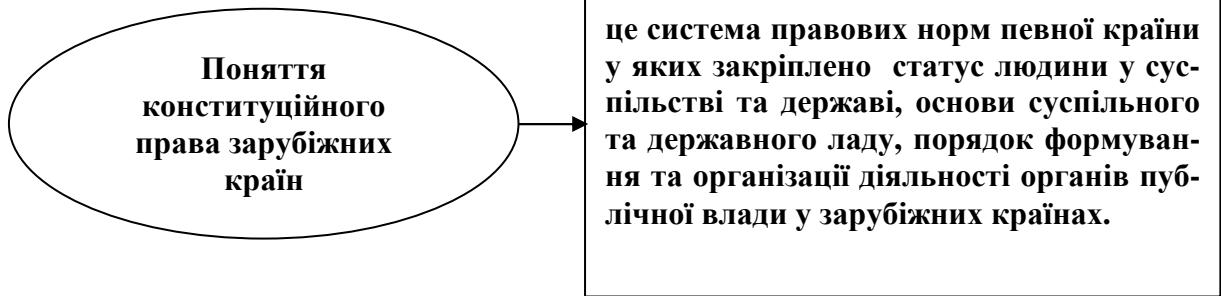 Поняття
конституційного
права зарубіжних
країн
це система правових норм певної країни
у яких закріплено статус людини у сус-
пільстві та державі, основи суспільного
та державного ладу, порядок формуван-
ня та організації діяльності органів пуб-
лічної влади у зарубіжних країнах.